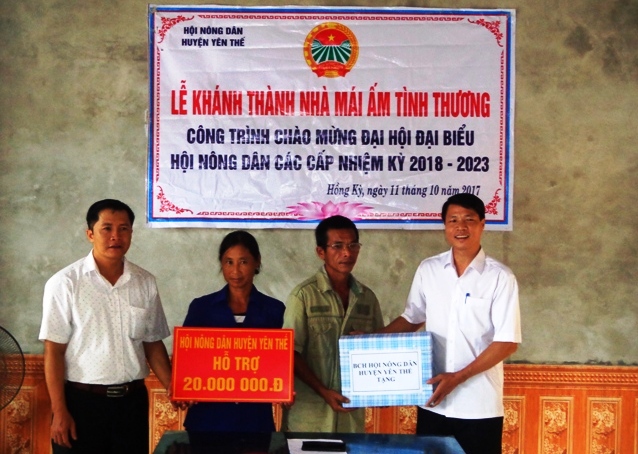 HỘI NÔNG DÂN
HUYỆN YÊN THẾ
LỄ KHÁNH THÀNH NHÀ MÁI ẤM TÌNH THƯƠNG
CÔNG TRÌNH CHÀO MỪNG ĐẠI HỘI ĐẠI BIỂU
HỘI NÔNG DÂN CÁC CẤP NHIỆM KỲ 2018 - 2023
Hồng Kỳ, ngày 11 tháng 10 năm 2017
HỘI NÔNG DÂN HUYỆN YÊN THẾ
HỖ TRỢ
20.000 000.Đ
BCH HỘI NÔNG DÂN
HUYỆN YÊN THẾ
TẶNG